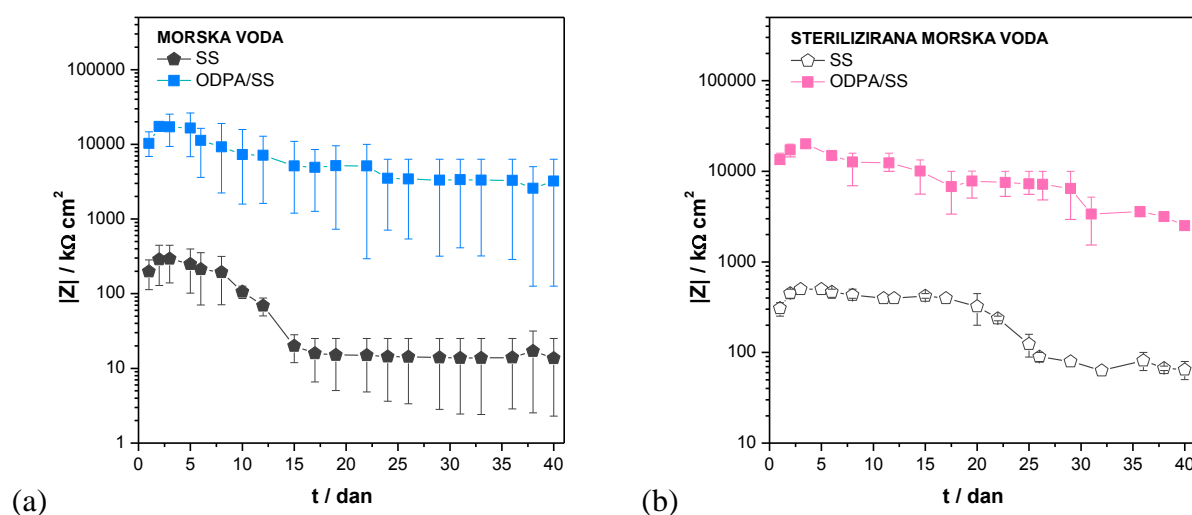 MORSKA VODA
SS
ODPA/SS
100000
10000
1000
100
10
1
|Z| / kΩ cm²
0 5 10 15 20 25 30 35 40
t / dan
(a)
STERILIZIRANA MORSKA VODA
SS
ODPA/SS
100000
10000
1000
100
10
|Z| / kΩ cm²
0 5 10 15 20 25 30 35 40
t / dan
(b)